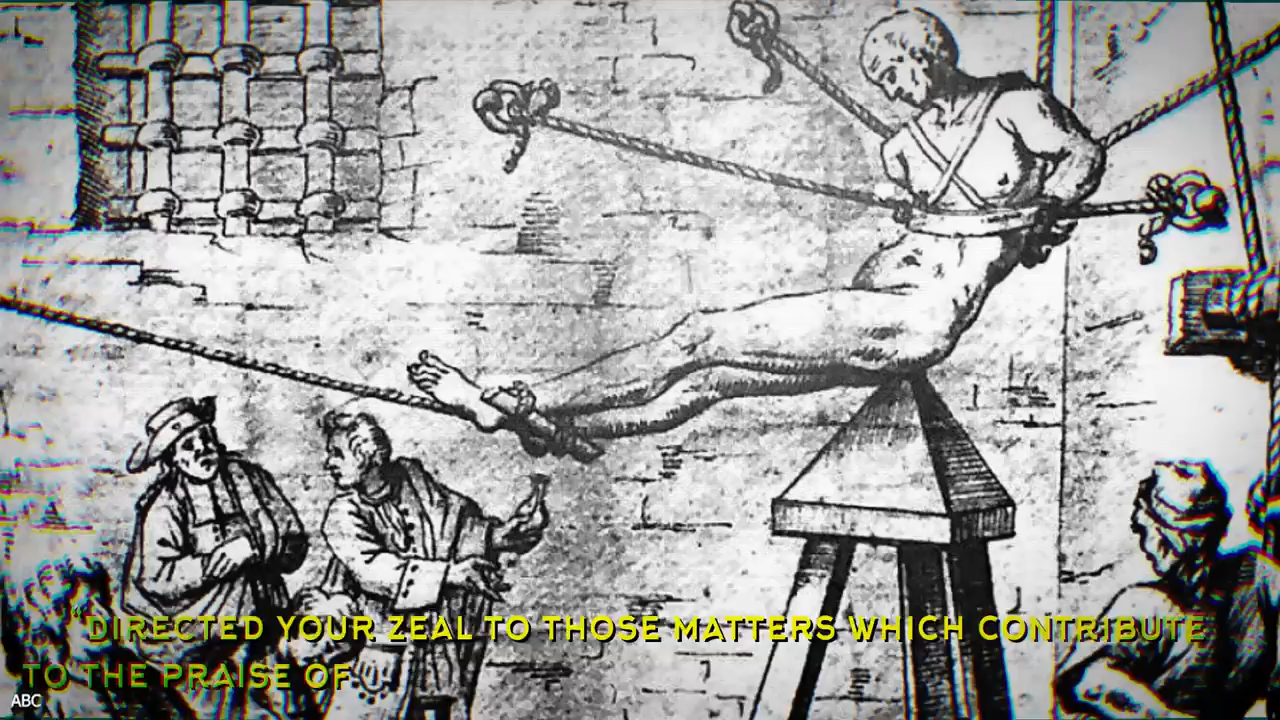 "DIRECTED YOUR ZEAL TO THOSE MATTERS WHICH CONTRIBUTE
TO THE PRAISE OF
ABC